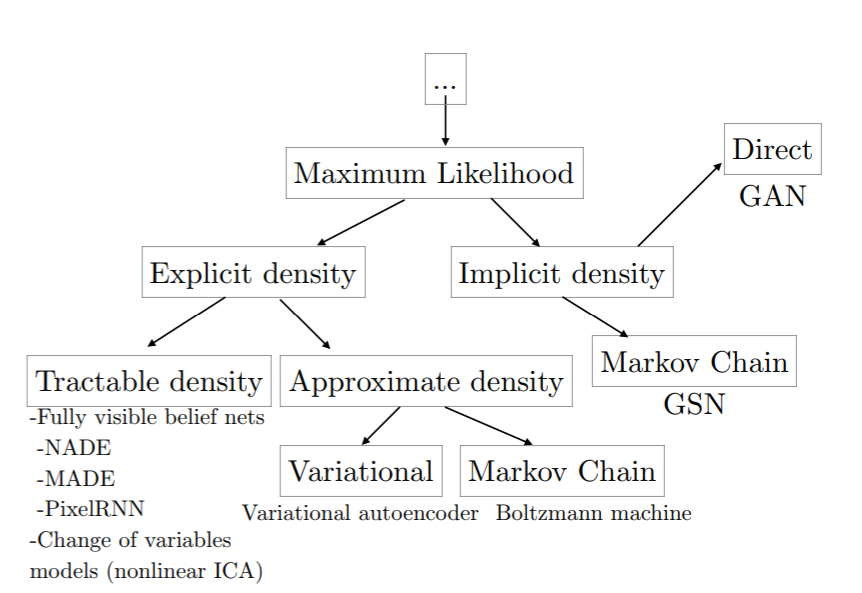 ...
Maximum Likelihood
Direct
GAN
Explicit density
Implicit density
Tractable density
-Fully visible belief nets
-NADE
-MADE
-PixelRNN
-Change of variables
models (nonlinear ICA)
Approximate density
Variational
Variational autoencoder
Markov Chain
Boltzmann machine
Markov Chain
GSN